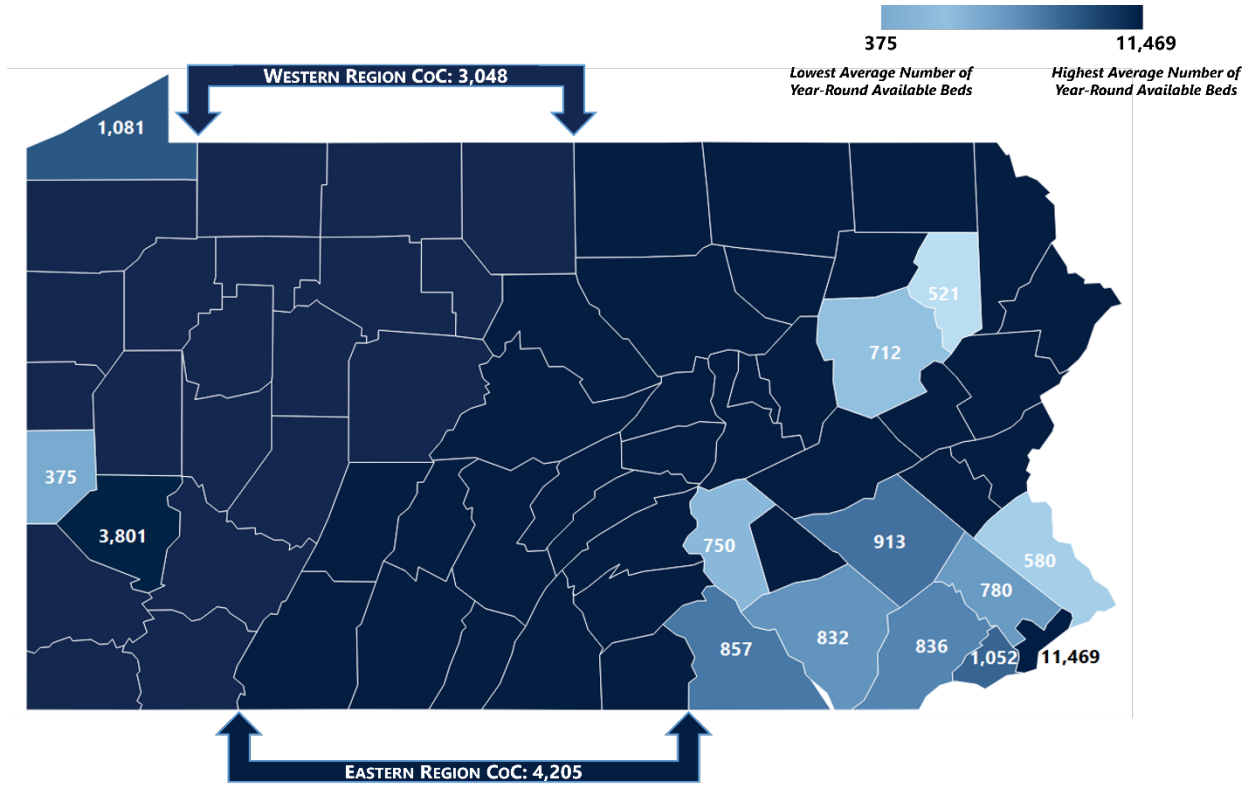 375
11,469
Lowest Average Number of
Year-Round Available Beds
Highest Average Number of
Year-Round Available Beds
WESTERN REGION COC: 3,048
1,081
521
712
375
3,801
750
913
580
780
857
832
836
1,052
11,469
EASTERN REGION COC: 4,205